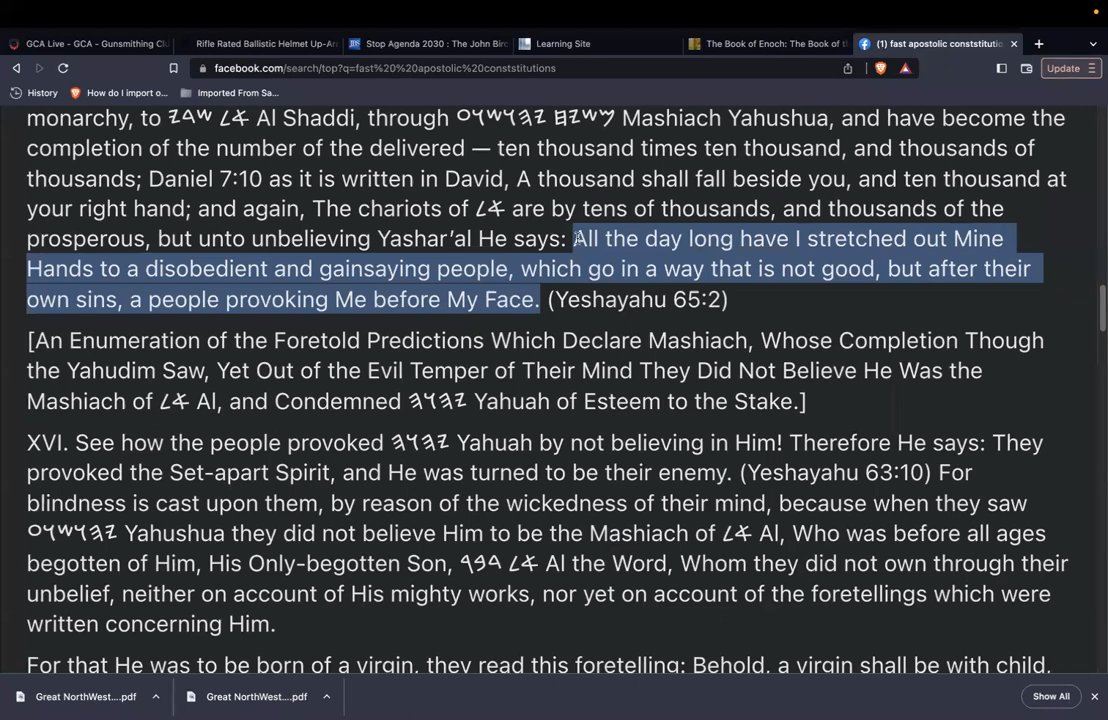 GCA Live - GCA - Gunsmithing Clu
Rifle Rated Ballistic Helmet Up-Arm
Stop Agenda 2030 : The John Birc
Learning Site
The Book of Enoch: The Book of th
(1) fast apostolic conststitutio
facebook.com/search/top?q=fast%20%20apostolic%20conststitutions
Update
History
How do I import o...
Imported From Sa...
monarchy, to 𐤀𐤋 𐤔𐤃𐤉 Al Shaddi, through 𐤌𐤔𐤉𐤇 𐤉𐤄𐤅𐤔𐤅𐤏 Mashiach Yahushua, and have become the
completion of the number of the delivered — ten thousand times ten thousand, and thousands of
thousands; Daniel 7:10 as it is written in David, A thousand shall fall beside you, and ten thousand at
your right hand; and again, The chariots of 𐤀𐤋 are by tens of thousands, and thousands of the
prosperous, but unto unbelieving Yashar’al He says: All the day long have I stretched out Mine
Hands to a disobedient and gainsaying people, which go in a way that is not good, but after their
own sins, a people provoking Me before My Face. (Yeshayahu 65:2)
[An Enumeration of the Foretold Predictions Which Declare Mashiach, Whose Completion Though
the Yahudim Saw, Yet Out of the Evil Temper of Their Mind They Did Not Believe He Was the
Mashiach of 𐤀𐤋 Al, and Condemned 𐤉𐤄𐤅𐤄 Yahuah of Esteem to the Stake.]
XVI. See how the people provoked 𐤉𐤄𐤅𐤄 Yahuah by not believing in Him! Therefore He says: They
provoked the Set-apart Spirit, and He was turned to be their enemy. (Yeshayahu 63:10) For
blindness is cast upon them, by reason of the wickedness of their mind, because when they saw
𐤉𐤄𐤅𐤔𐤅𐤏 Yahushua they did not believe Him to be the Mashiach of 𐤀𐤋 Al, Who was before all ages
begotten of Him, His Only-begotten Son, 𐤀𐤋 𐤃𐤁𐤓 Al the Word, Whom they did not own through their
unbelief, neither on account of His mighty works, nor yet on account of the foretellings which were
written concerning Him.
For that He was to be born of a virgin, they read this foretelling: Behold, a virgin shall be with child,
Great NorthWest....pdf
Great NorthWest....pdf
Show All